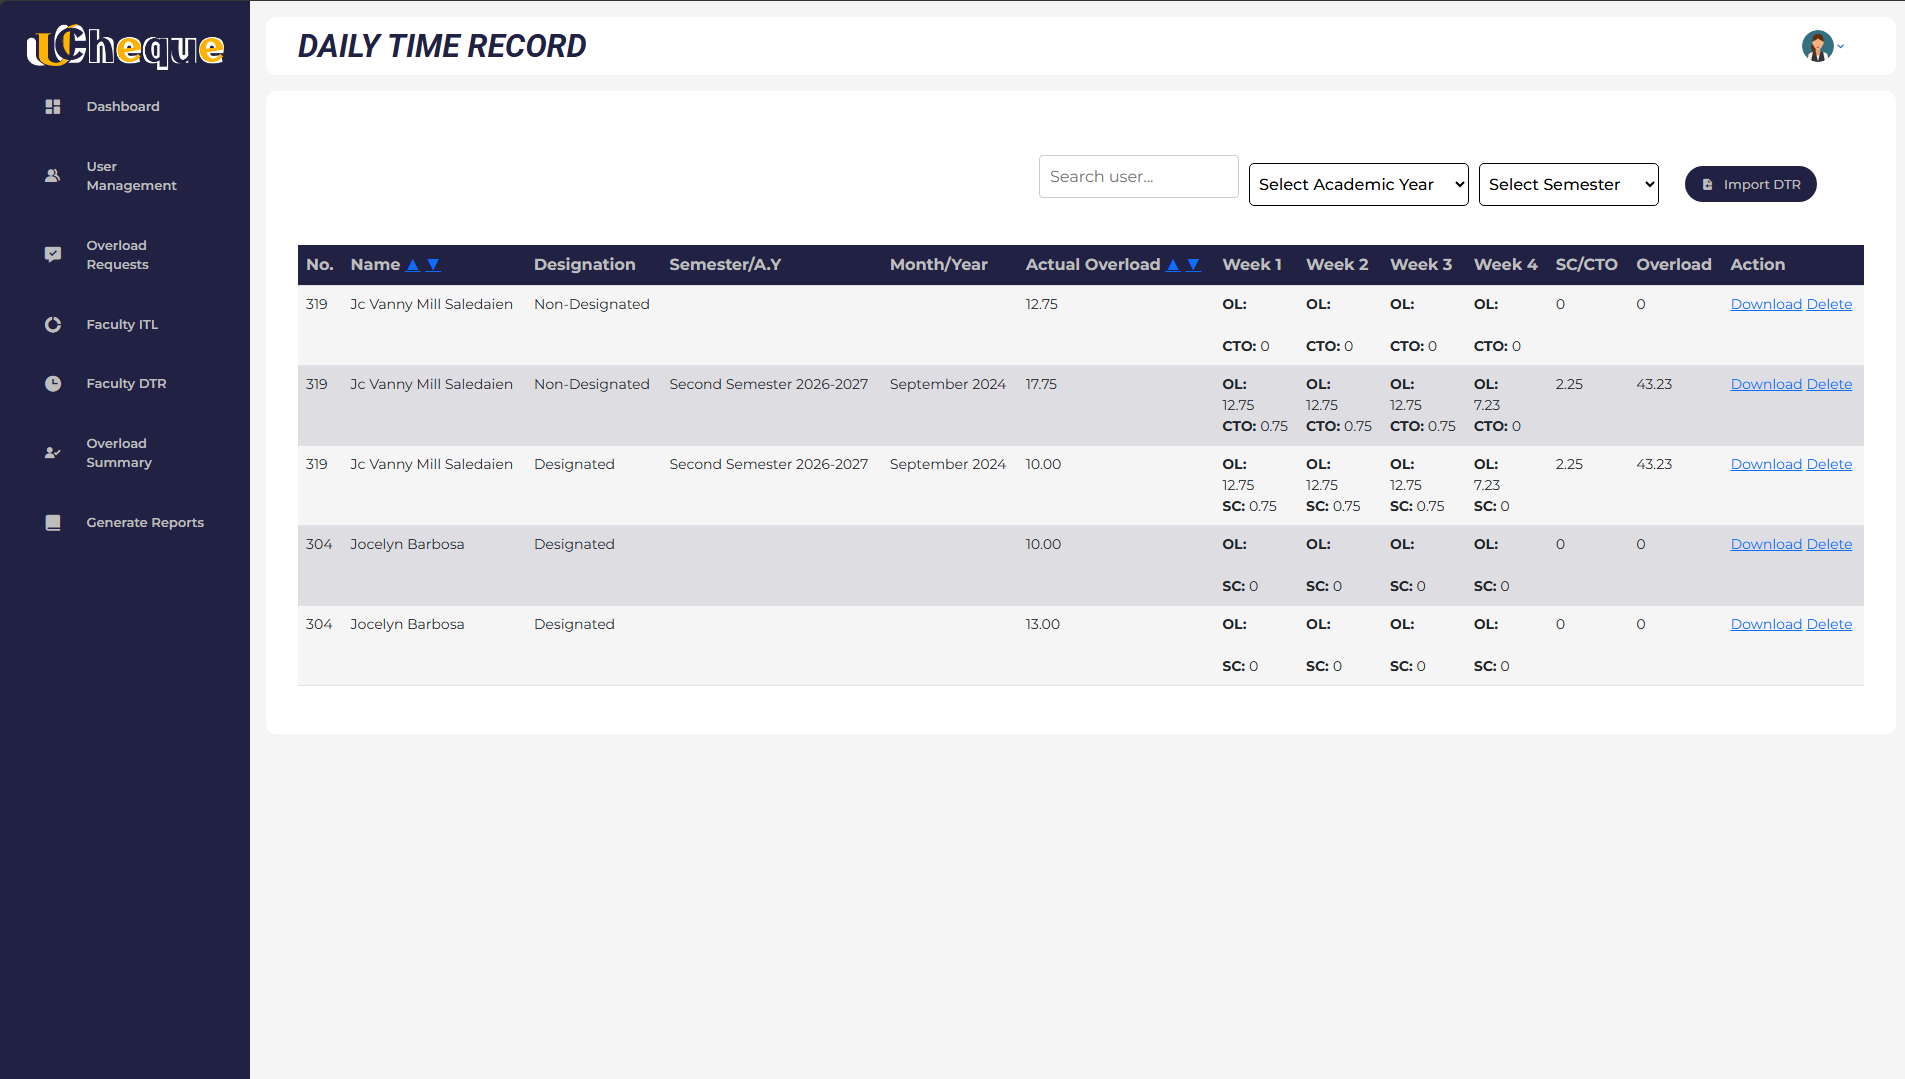 UCheque
Dashboard
User
Management
Overload
Requests
Faculty ITL
Faculty DTR
Overload
Summary
Generate Reports
DAILY TIME RECORD
Search user...
Select Academic Year
Select Semester
Import DTR
No. Name ▲ ▼ Designation Semester/A.Y Month/Year Actual Overload ▲ ▼ Week 1 Week 2 Week 3 Week 4 SC/CTO Overload Action
319 Jc Vanny Mill Saledaien Non-Designated 12.75 OL: OL: OL: OL: 0 0 Download Delete
CTO: 0 CTO: 0 CTO: 0 CTO: 0
319 Jc Vanny Mill Saledaien Non-Designated Second Semester 2026-2027 September 2024 17.75 OL: OL: OL: OL: 2.25 43.23 Download Delete
12.75 12.75 12.75 7.23
CTO: 0.75 CTO: 0.75 CTO: 0.75 CTO: 0
319 Jc Vanny Mill Saledaien Designated Second Semester 2026-2027 September 2024 10.00 OL: OL: OL: OL: 2.25 43.23 Download Delete
12.75 12.75 12.75 7.23
SC: 0.75 SC: 0.75 SC: 0.75 SC: 0
304 Jocelyn Barbosa Designated 10.00 OL: OL: OL: OL: 0 0 Download Delete
SC: 0 SC: 0 SC: 0 SC: 0
304 Jocelyn Barbosa Designated 13.00 OL: OL: OL: OL: 0 0 Download Delete
SC: 0 SC: 0 SC: 0 SC: 0